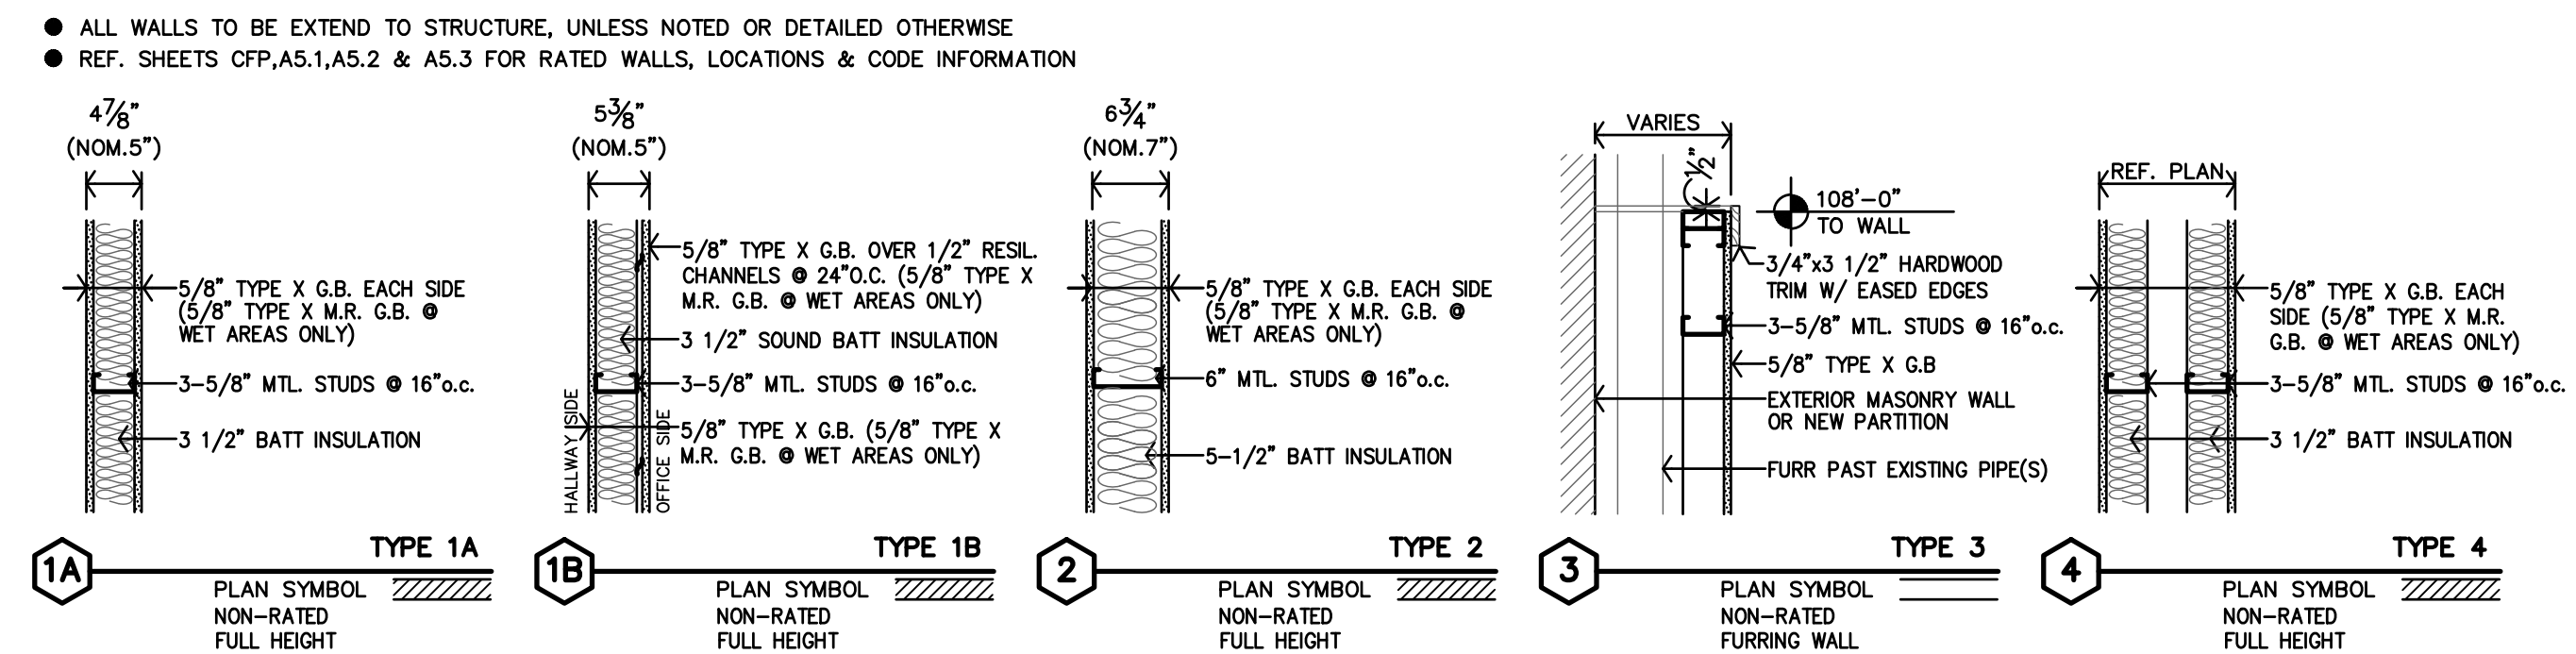 ● ALL WALLS TO BE EXTEND TO STRUCTURE, UNLESS NOTED OR DETAILED OTHERWISE
● REF. SHEETS CFP,A5.1,A5.2 & A5.3 FOR RATED WALLS, LOCATIONS & CODE INFORMATION
4 7/8"
(NOM.5")
5/8" TYPE X G.B. EACH SIDE
(5/8" TYPE X M.R. G.B. @
WET AREAS ONLY)
3-5/8" MTL. STUDS @ 16"o.c.
3 1/2" BATT INSULATION
1A
TYPE 1A
PLAN SYMBOL
NON-RATED
FULL HEIGHT
5 3/8"
(NOM.5")
5/8" TYPE X G.B. OVER 1/2" RESIL.
CHANNELS @ 24"O.C. (5/8" TYPE X
M.R. G.B. @ WET AREAS ONLY)
3 1/2" SOUND BATT INSULATION
3-5/8" MTL. STUDS @ 16"o.c.
5/8" TYPE X G.B. (5/8" TYPE X
M.R. G.B. @ WET AREAS ONLY)
HALLWAY SIDE
OFFICE SIDE
1B
TYPE 1B
PLAN SYMBOL
NON-RATED
FULL HEIGHT
6 3/4"
(NOM.7")
5/8" TYPE X G.B. EACH SIDE
(5/8" TYPE X M.R. G.B. @
WET AREAS ONLY)
6" MTL. STUDS @ 16"o.c.
5-1/2" BATT INSULATION
2
TYPE 2
PLAN SYMBOL
NON-RATED
FULL HEIGHT
VARIES
1/2"
108'-0"
TO WALL
3/4"x3 1/2" HARDWOOD
TRIM W/ EASED EDGES
3-5/8" MTL. STUDS @ 16"o.c.
5/8" TYPE X G.B
EXTERIOR MASONRY WALL
OR NEW PARTITION
FURR PAST EXISTING PIPE(S)
3
TYPE 3
PLAN SYMBOL
NON-RATED
FURRING WALL
REF. PLAN
5/8" TYPE X G.B. EACH
SIDE (5/8" TYPE X M.R.
G.B. @ WET AREAS ONLY)
3-5/8" MTL. STUDS @ 16"o.c.
3 1/2" BATT INSULATION
4
TYPE 4
PLAN SYMBOL
NON-RATED
FULL HEIGHT